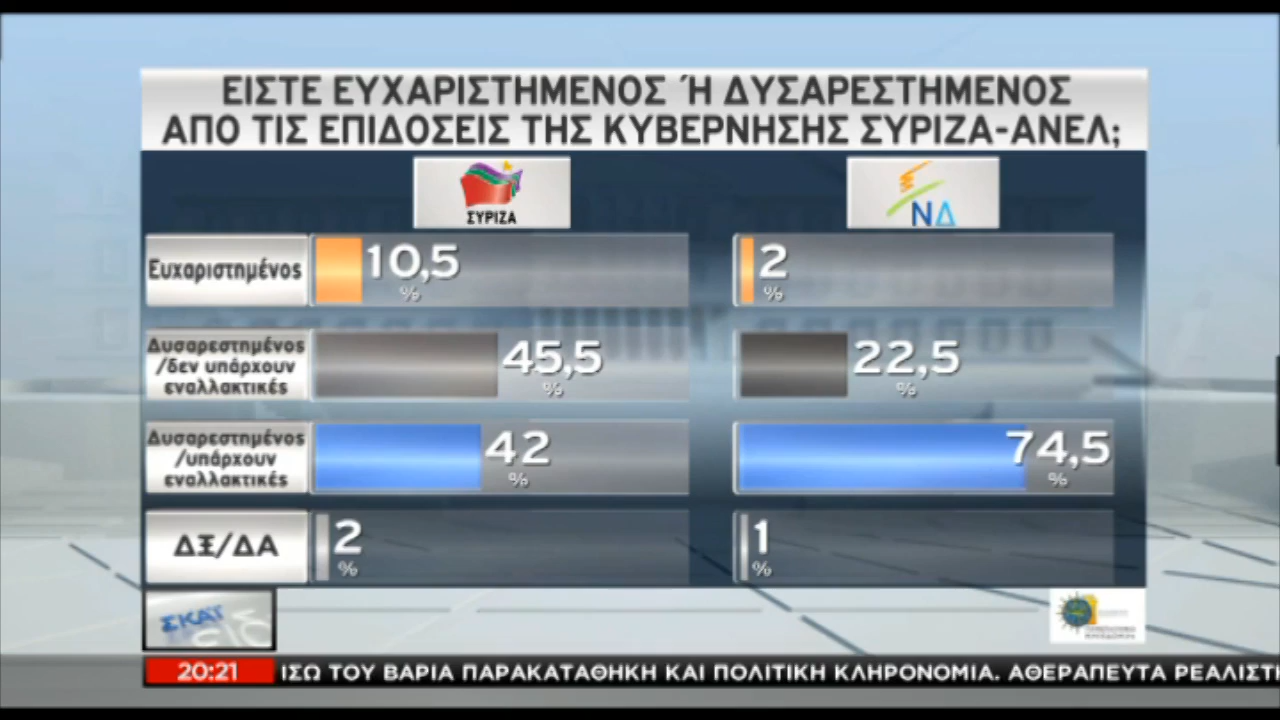 ΕΙΣΤΕ ΕΥΧΑΡΙΣΤΗΜΕΝΟΣ Ή ΔΥΣΑΡΕΣΤΗΜΕΝΟΣ
ΑΠΟ ΤΙΣ ΕΠΙΔΟΣΕΙΣ ΤΗΣ ΚΥΒΕΡΝΗΣΗΣ ΣΥΡΙΖΑ-ΑΝΕΛ;
ΣΥΡΙΖΑ
ΝΔ
Ευχαριστημένος
10,5
%
2
%
Δυσαρεστημένος
/δεν υπάρχουν
εναλλακτικές
45,5
%
22,5
%
Δυσαρεστημένος
/υπάρχουν
εναλλακτικές
42
%
74,5
%
ΔΞ/ΔΑ
2
%
1
%
ΣΚΑΪ
20:21
ΙΣΩ ΤΟΥ ΒΑΡΙΑ ΠΑΡΑΚΑΤΑΘΗΚΗ ΚΑΙ ΠΟΛΙΤΙΚΗ ΚΛΗΡΟΝΟΜΙΑ. ΑΘΕΡΑΠΕΥΤΑ ΡΕΑΛΙΣΤΗ